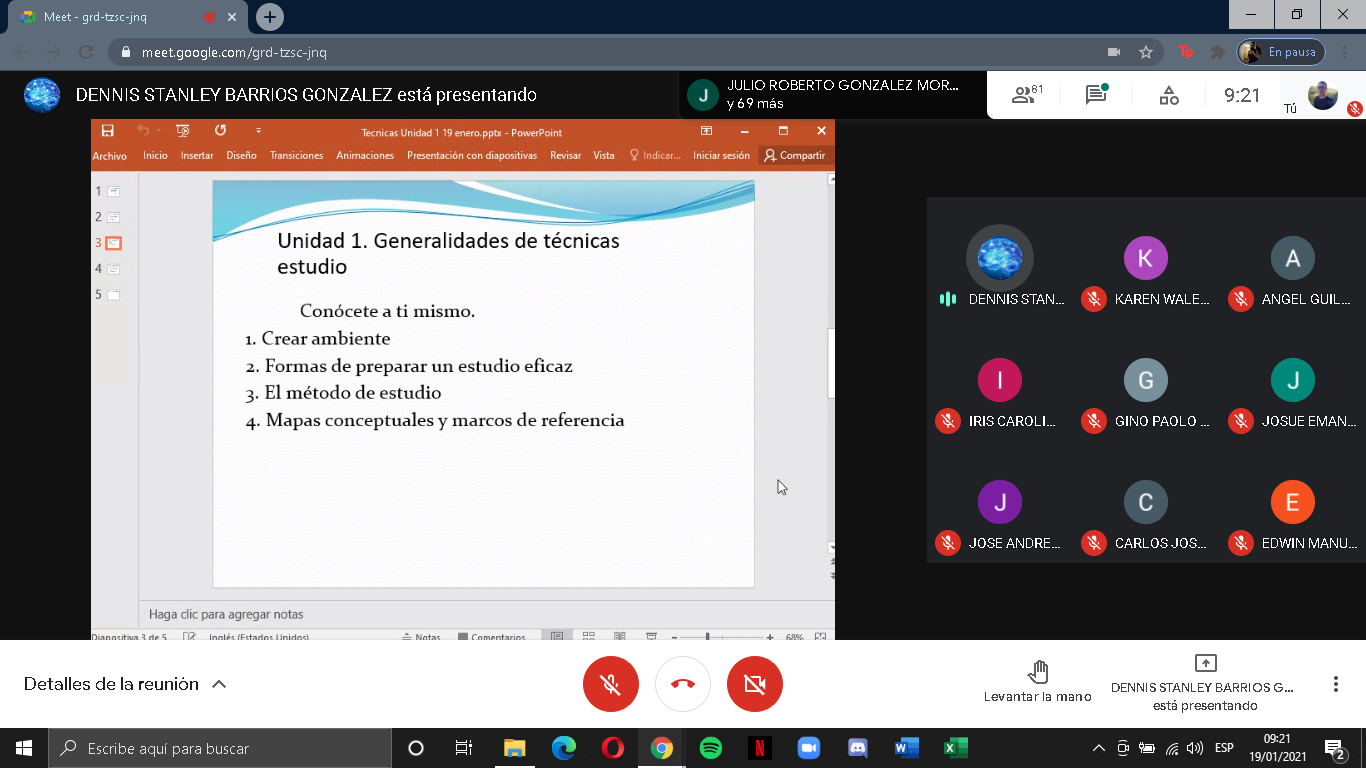 Meet - grd-tzsc-jnq
meet.google.com/grd-tzsc-jnq
Tp
En pausa
DENNIS STANLEY BARRIOS GONZALEZ está presentando
J
JULIO ROBERTO GONZALEZ MOR...
y 69 más
61
9:21
Tú
Tecnicas Unidad 1 19 enero.pptx - PowerPoint
Archivo Inicio Insertar Diseño Transiciones Animaciones Presentación con diapositivas Revisar Vista Indicar... Iniciar sesión Compartir
1
2
3
4
5
Unidad 1. Generalidades de técnicas
estudio
Conócete a ti mismo.
1. Crear ambiente
2. Formas de preparar un estudio eficaz
3. El método de estudio
4. Mapas conceptuales y marcos de referencia
Haga clic para agregar notas
Diapositiva 3 de 5 Inglés (Estados Unidos) Notas Comentarios 68%
K
A
DENNIS STAN...
KAREN WALE...
ANGEL GUIL...
I
G
J
IRIS CAROLI...
GINO PAOLO ...
JOSUE EMAN...
J
C
E
JOSE ANDRE...
CARLOS JOS...
EDWIN MANU...
Detalles de la reunión
Levantar la mano
DENNIS STANLEY BARRIOS G...
está presentando
Escribe aquí para buscar
N
W
X
ESP
09:21
19/01/2021
2